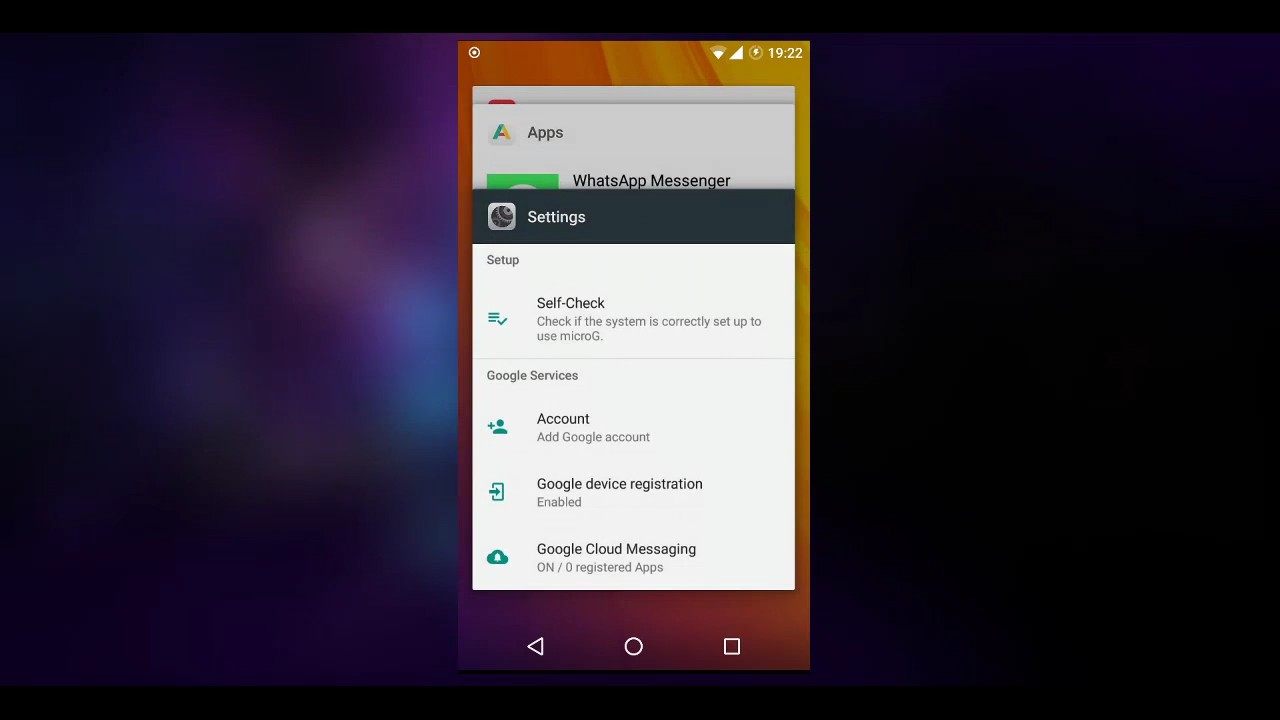 19:22
Apps
WhatsApp Messenger
Settings
Setup
Self-Check
Check if the system is correctly set up to
use microG.
Google Services
Account
Add Google account
Google device registration
Enabled
Google Cloud Messaging
ON / 0 registered Apps